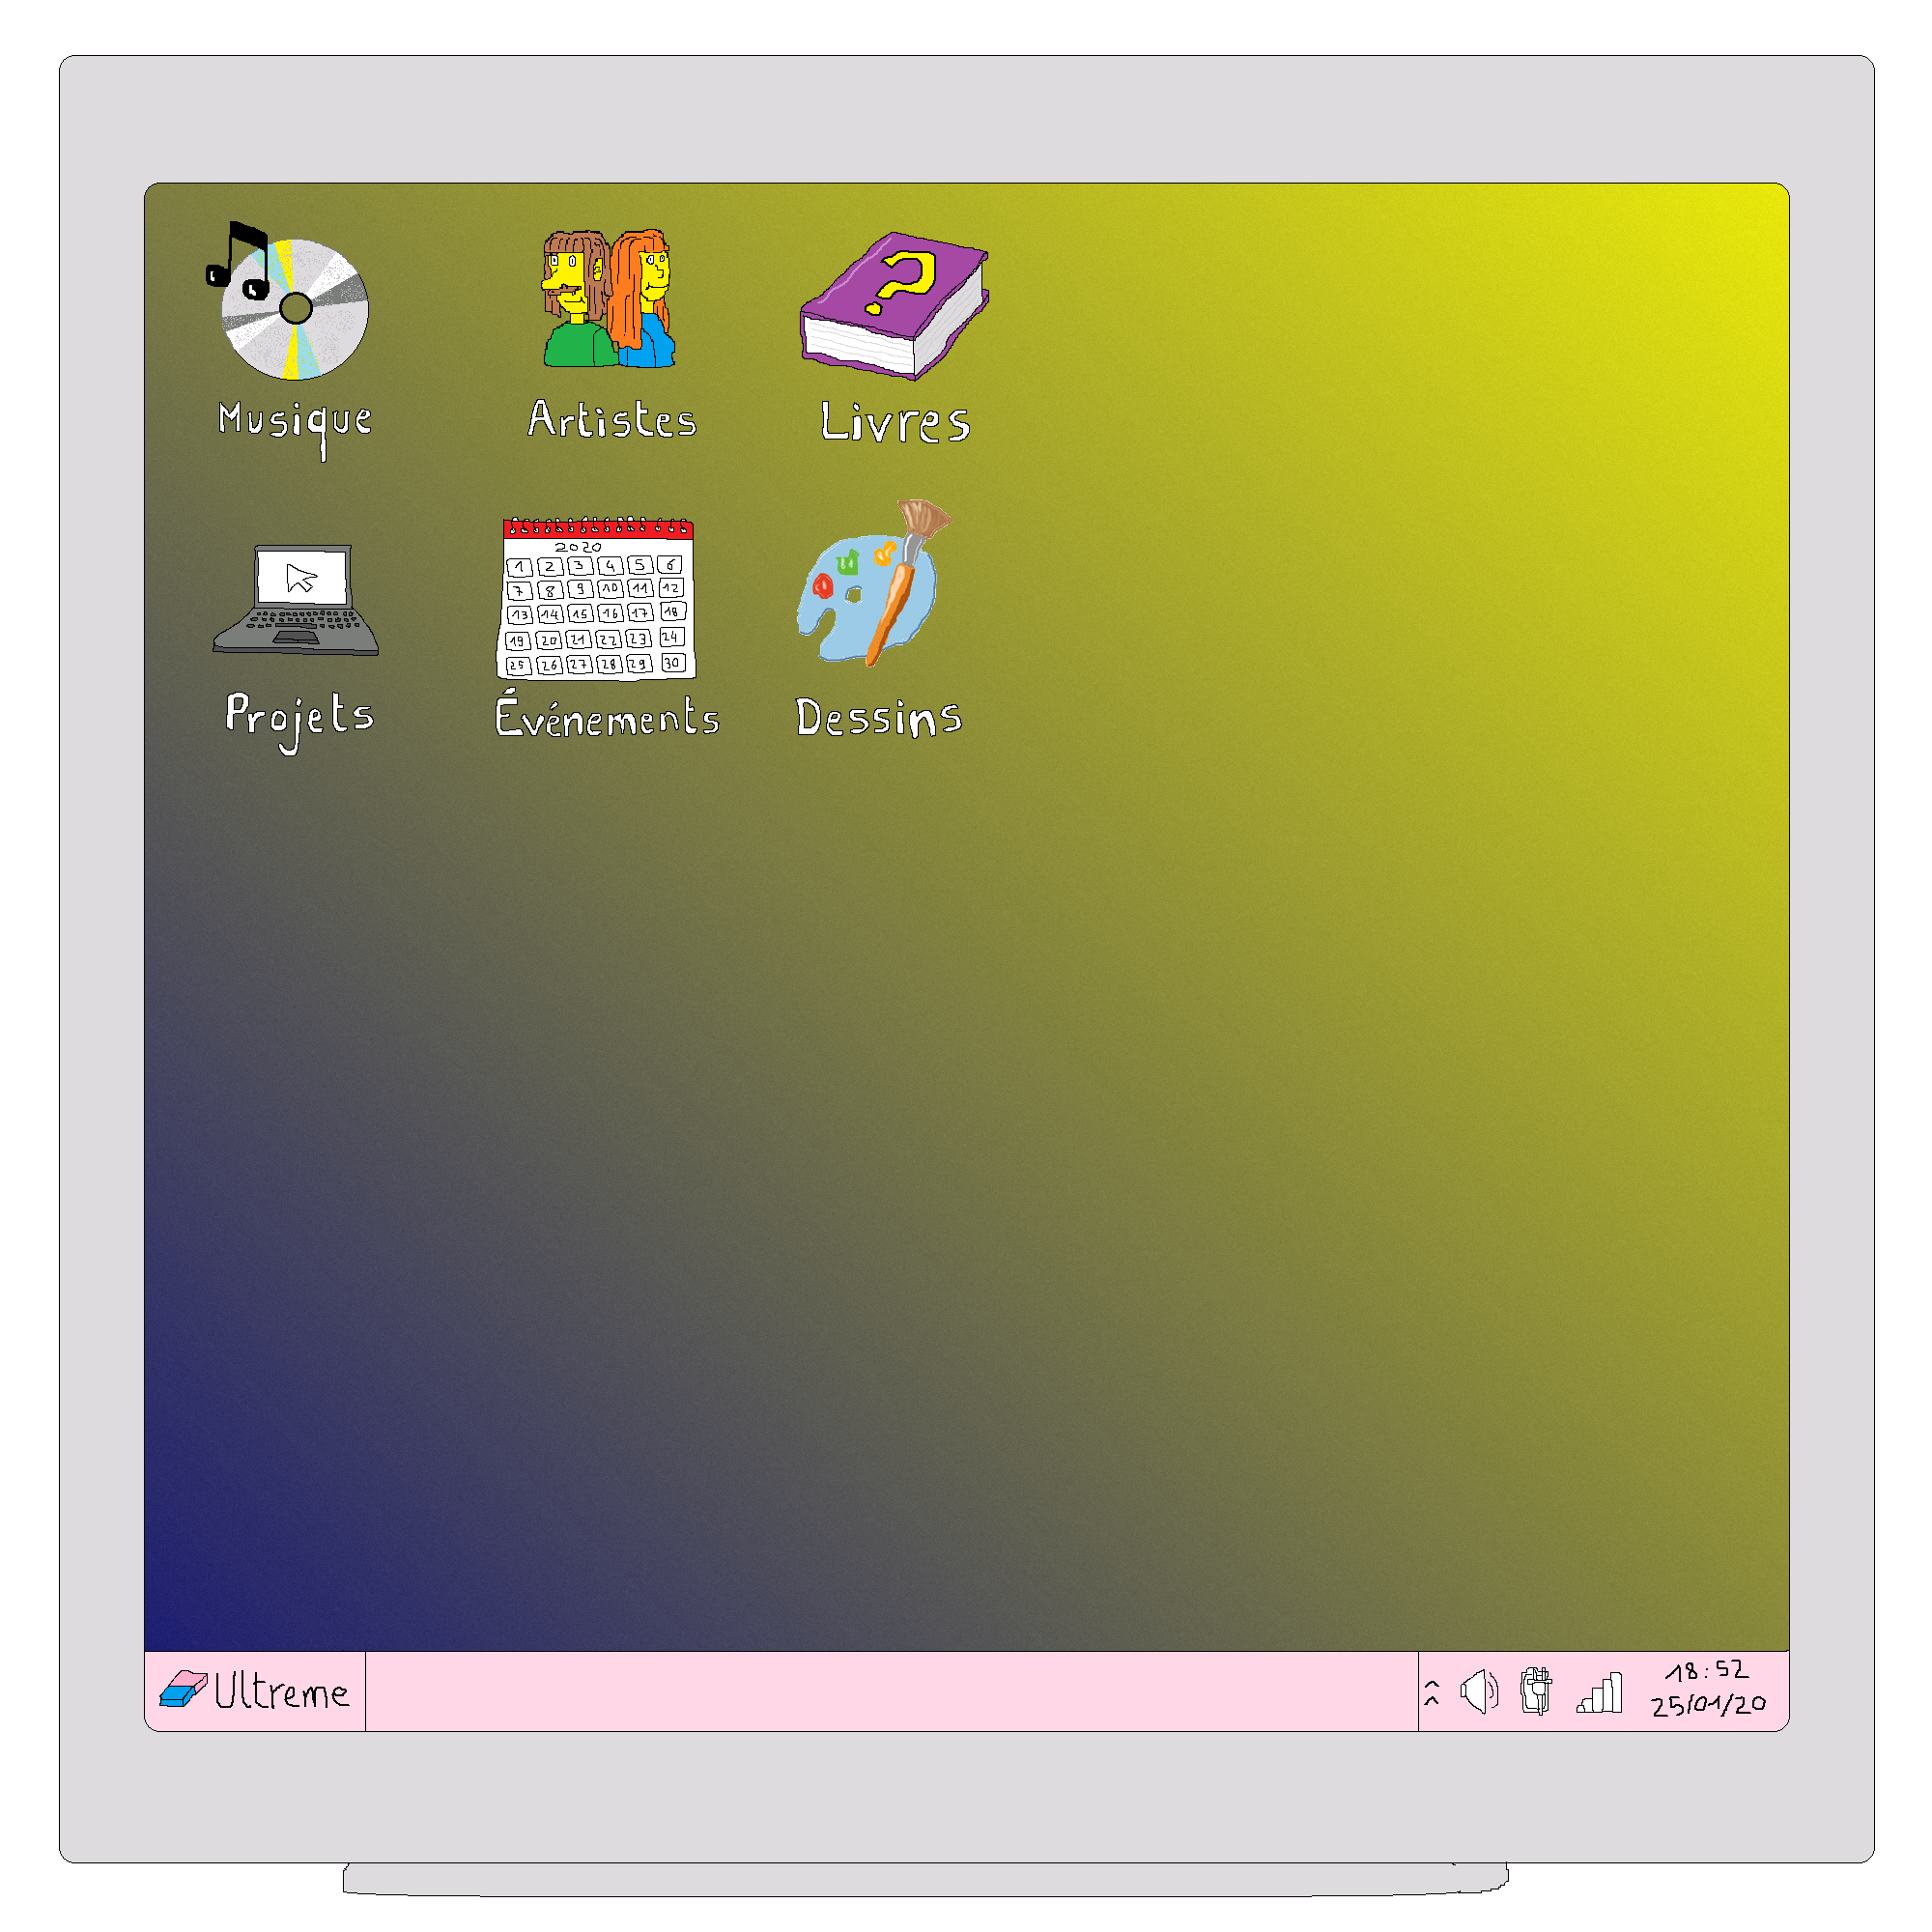 Musique Artistes Livres
2020
1 2 3 4 5 6
7 8 9 10 11 12
13 14 15 16 17 18
19 20 21 22 23 24
25 26 27 28 29 30
Projets Événements Dessins
Ultreme
18:52
25/01/20